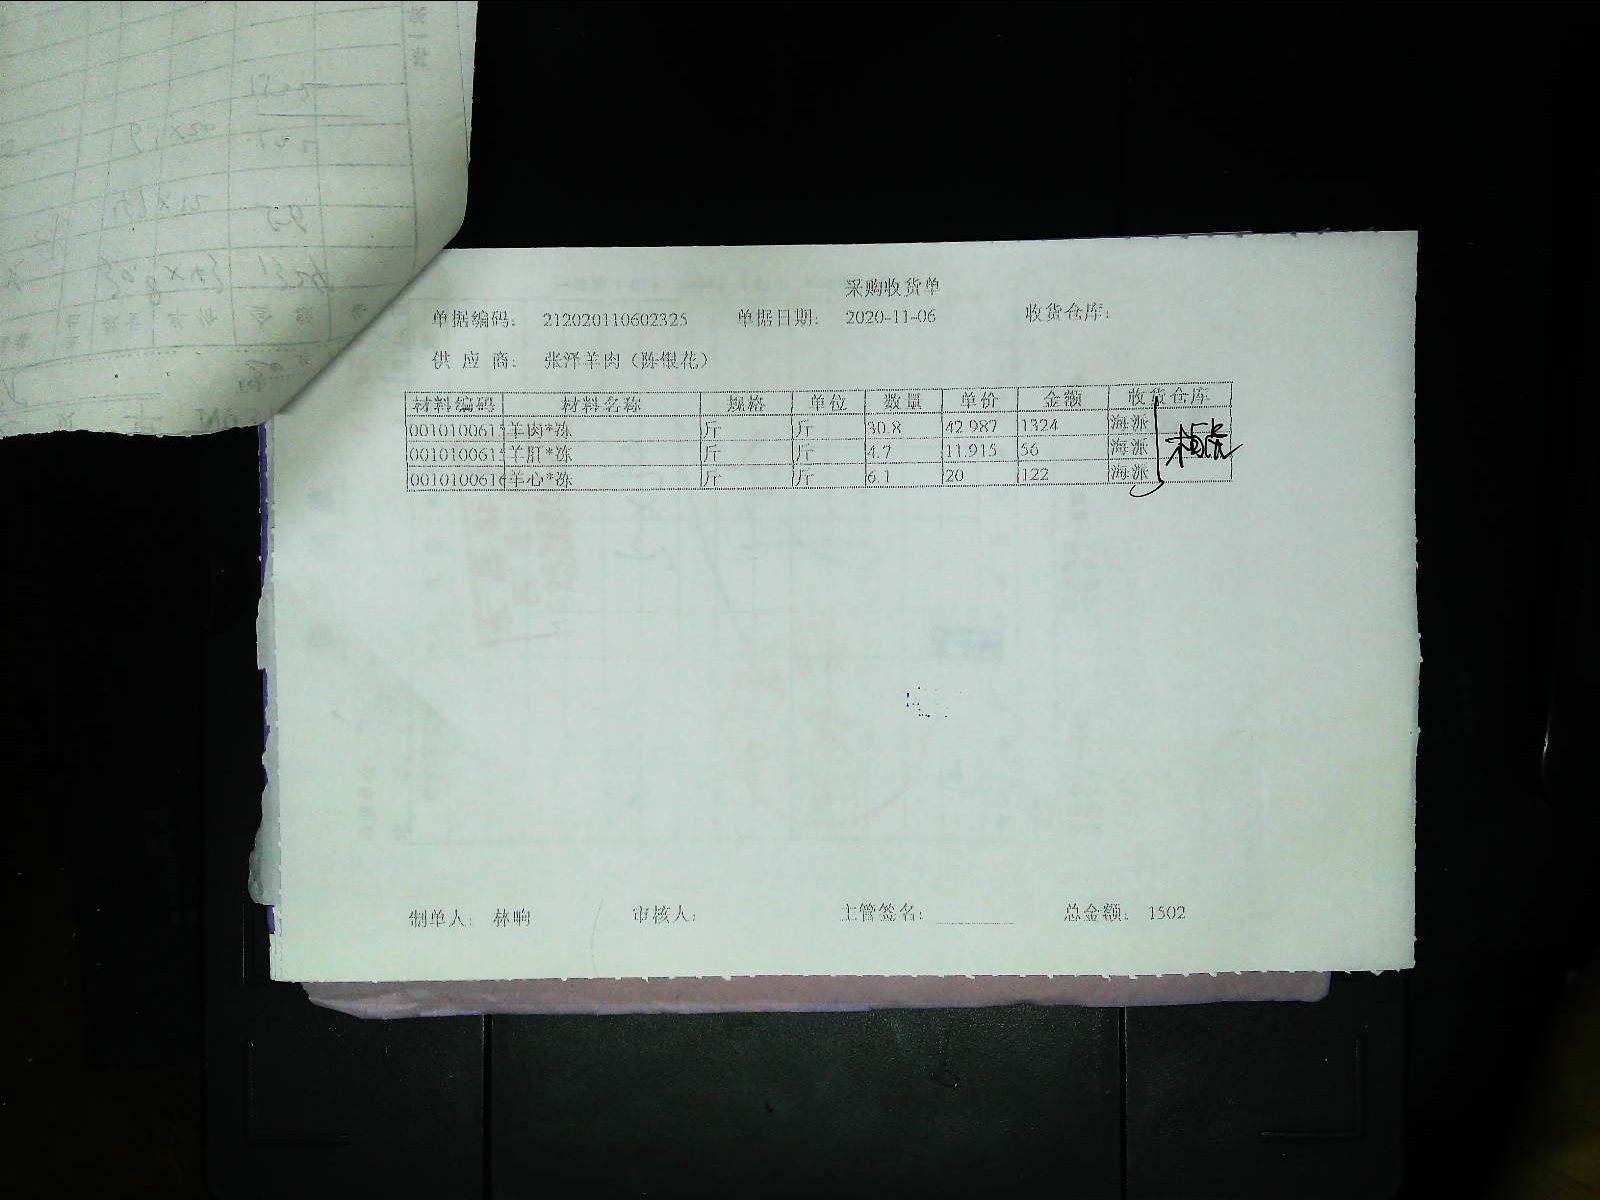 采购收货单
单据编码: 212020110602325 单据日期: 2020-11-06 收货仓库:
供 应 商: 张泽羊肉（陈银花）
材料编码 材料名称 规格 单位 数量 单价 金额 收货仓库
0010100615 羊肉*冻 斤 斤 30.8 42.987 1324 海派
0010100615 羊肝*冻 斤 斤 4.7 11.915 56 海派
0010100616 羊心*冻 斤 斤 6.1 20 122 海派
制单人: 林响 审核人: 主管签名: 总金额: 1502